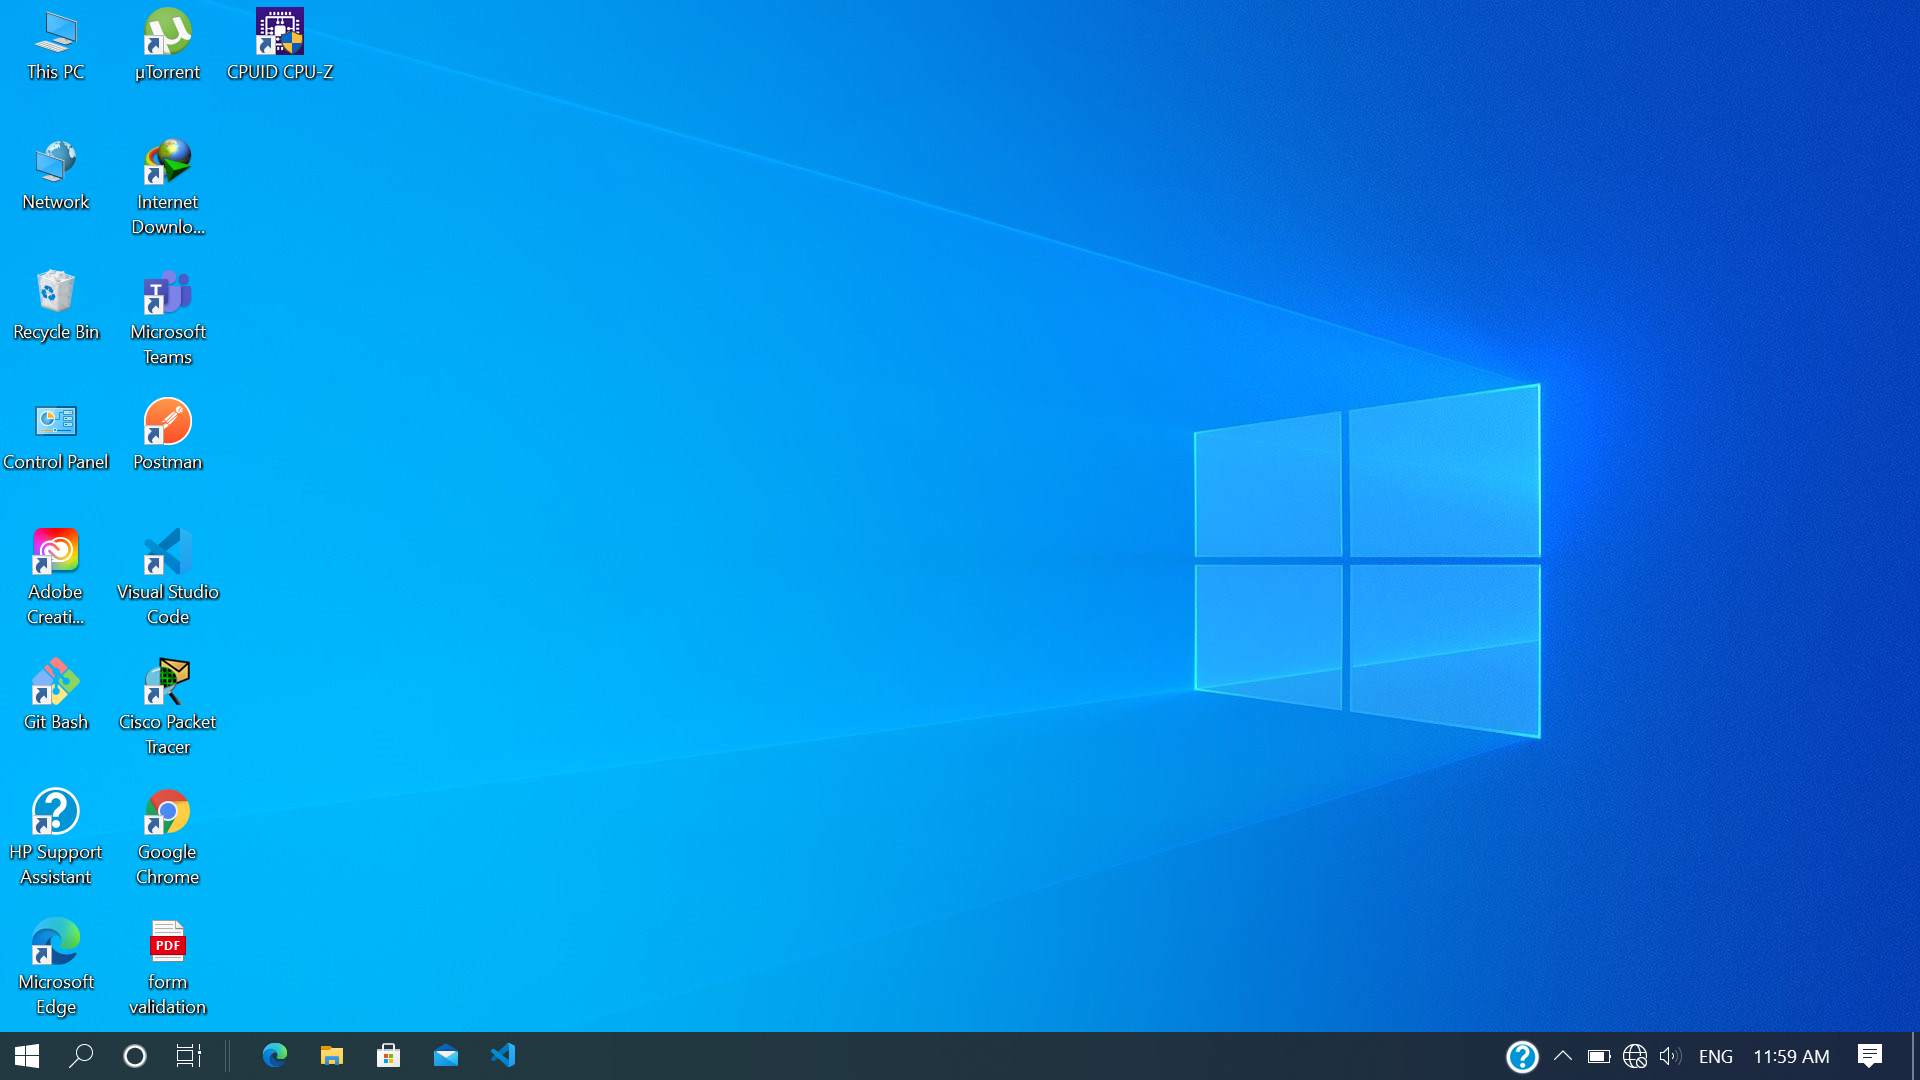 This PC
µTorrent
CPUID CPU-Z
Network
Internet
Downlo...
Recycle Bin
Microsoft
Teams
Control Panel
Postman
Adobe
Creati...
Visual Studio
Code
Git Bash
Cisco Packet
Tracer
HP Support
Assistant
Google
Chrome
Microsoft
Edge
PDF
form
validation
ENG
11:59 AM